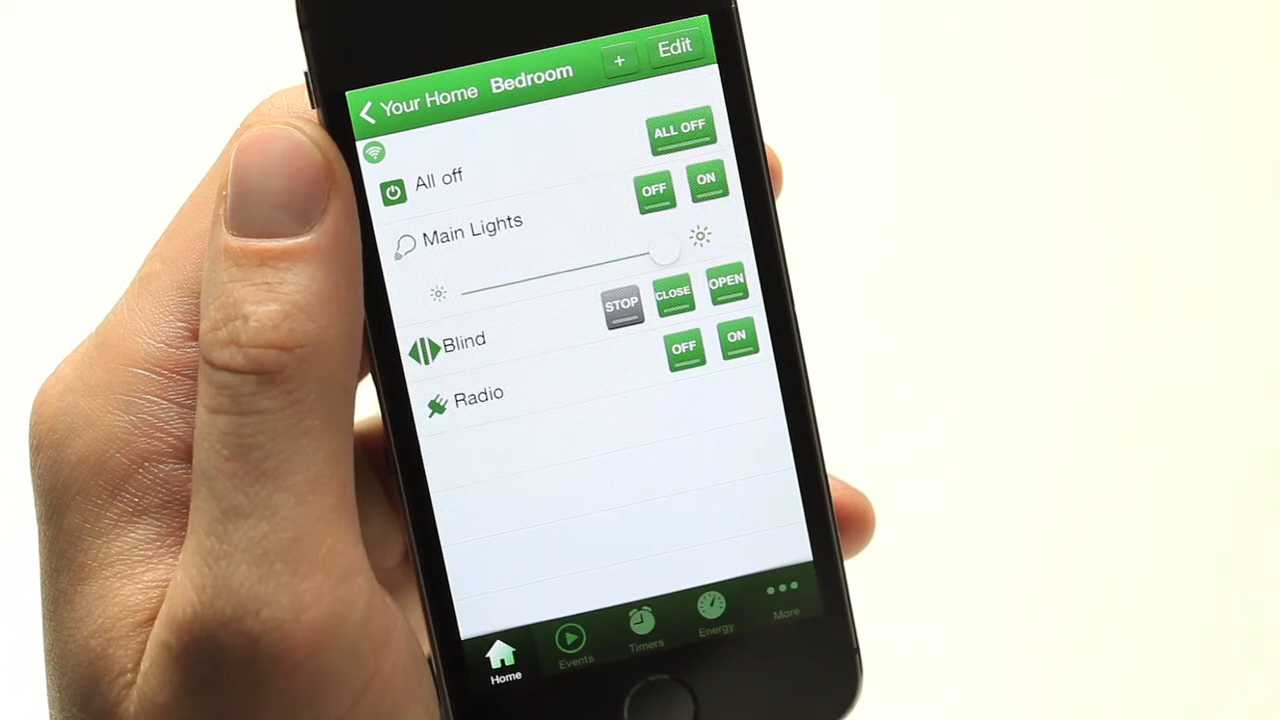 Your Home Bedroom + Edit
ALL OFF
All off
OFF ON
Main Lights
STOP CLOSE OPEN
Blind
OFF ON
Radio
Home Events Timers Energy More